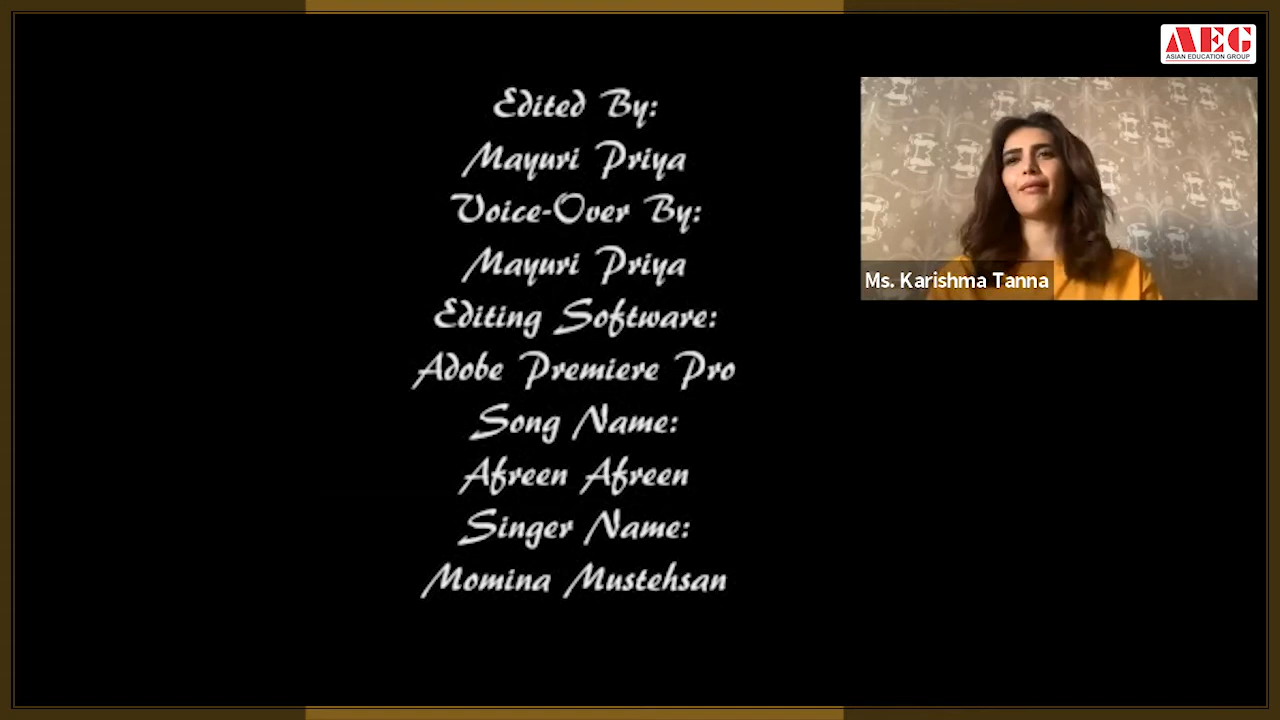 AEG
ASIAN EDUCATION GROUP
Edited By:
Mayuri Priya
Voice-Over By:
Mayuri Priya
Editing Software:
Adobe Premiere Pro
Song Name:
Afreen Afreen
Singer Name:
Momina Mustehsan
Ms. Karishma Tanna